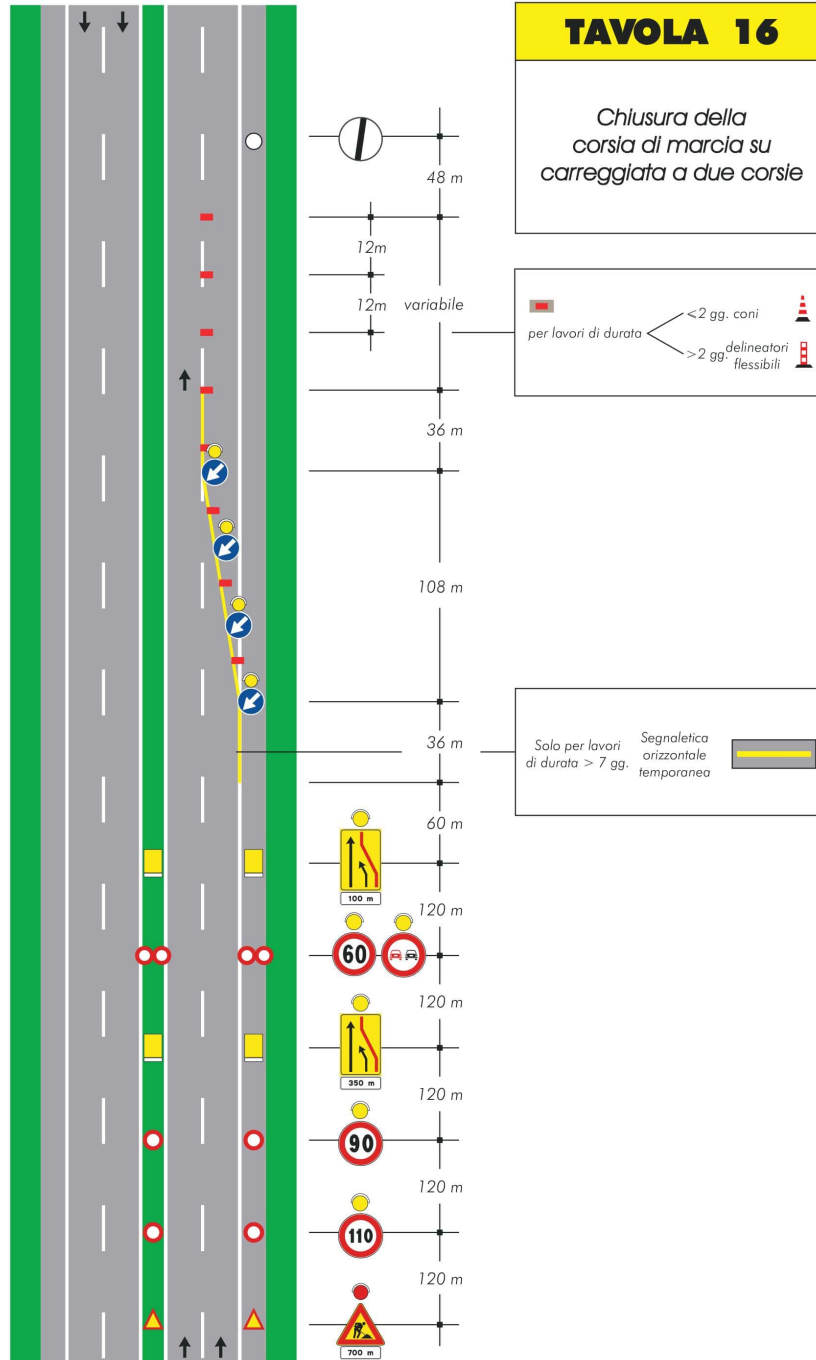 TAVOLA 16
Chiusura della
corsia di marcia su
carreggiata a due corsie
48 m
12m
12m
variabile
per lavori di durata
<2 gg. coni
>2 gg. delineatori
flessibili
36 m
108 m
36 m
Solo per lavori
di durata > 7 gg.
Segnaletica
orizzontale
temporanea
60 m
100 m
120 m
60
120 m
350 m
120 m
90
120 m
110
120 m
700 m